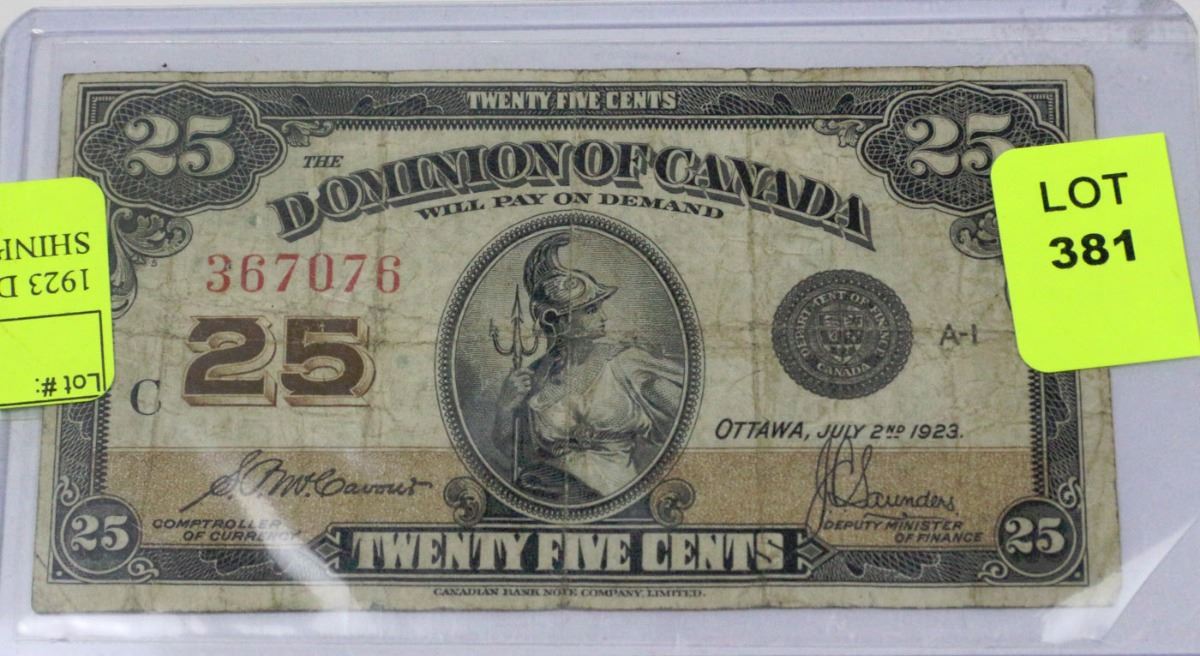 TWENTY FIVE CENTS
25
25
THE
DOMINION OF CANADA
WILL PAY ON DEMAND
367076
25
C
DEPARTMENT OF FINANCE
CANADA
A-1
OTTAWA, JULY 2ND 1923.
COMPTROLLER
OF CURRENCY
J.C. Saunders
DEPUTY MINISTER
OF FINANCE
25
TWENTY FIVE CENTS
25
CANADIAN BANK NOTE COMPANY, LIMITED.
LOT
381
Lot #:
1923 D
SHIN